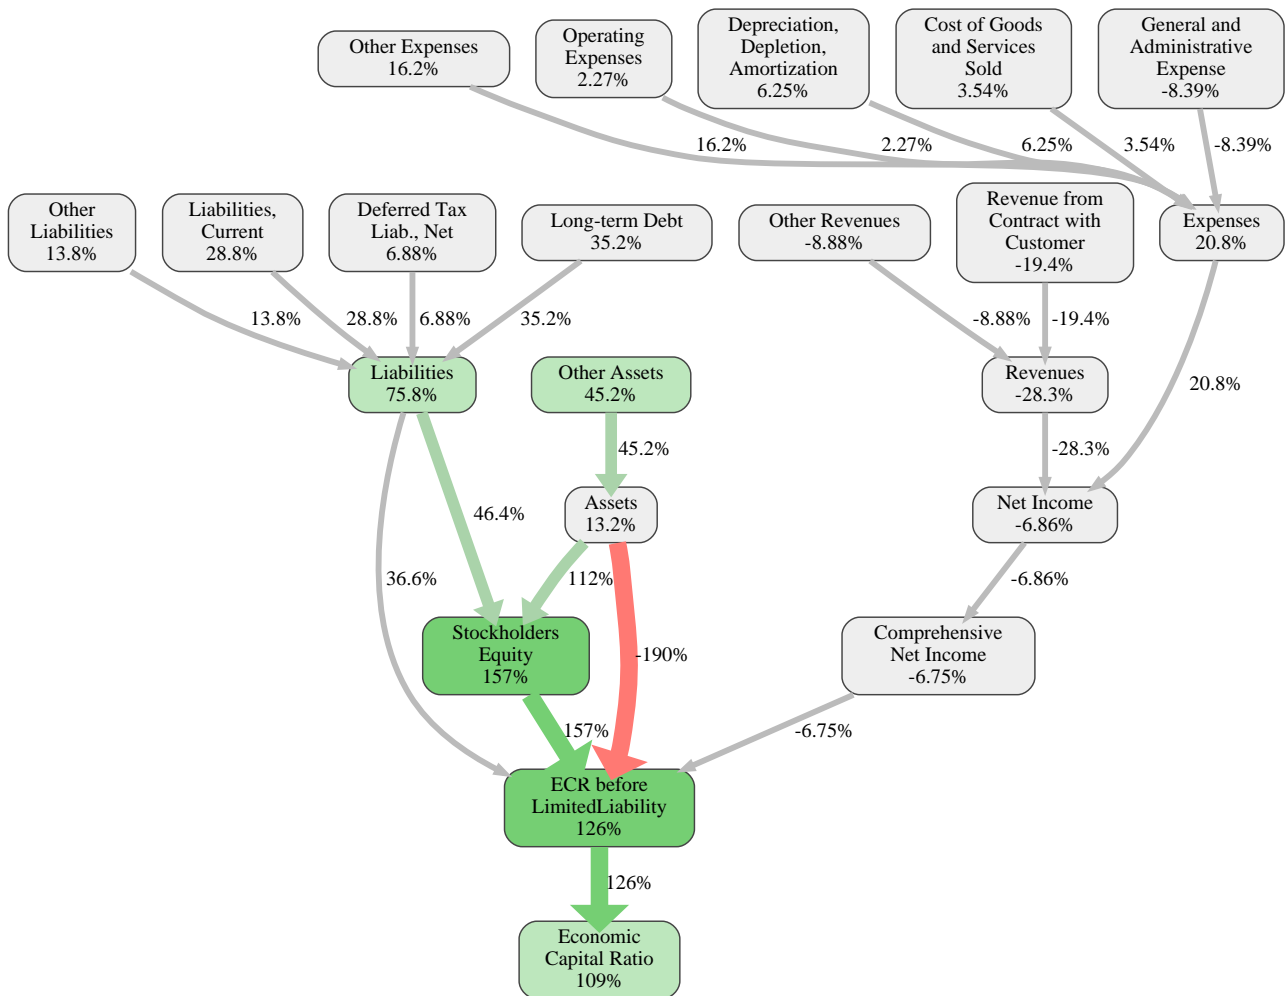 Other Expenses
16.2%
Operating
Expenses
2.27%
Depreciation,
Depletion,
Amortization
6.25%
Cost of Goods
and Services
Sold
3.54%
General and
Administrative
Expense
-8.39%
16.2%
2.27%
6.25%
3.54%
-8.39%
Other
Liabilities
13.8%
Liabilities,
Current
28.8%
Deferred Tax
Liab., Net
6.88%
Long-term Debt
35.2%
Other Revenues
-8.88%
Revenue from
Contract with
Customer
-19.4%
Expenses
20.8%
13.8%
28.8%
6.88%
35.2%
-8.88%
-19.4%
Liabilities
75.8%
Other Assets
45.2%
Revenues
-28.3%
20.8%
45.2%
-28.3%
Assets
13.2%
Net Income
-6.86%
46.4%
36.6%
112%
-6.86%
Stockholders
Equity
157%
-190%
Comprehensive
Net Income
-6.75%
157%
-6.75%
ECR before
LimitedLiability
126%
126%
Economic
Capital Ratio
109%